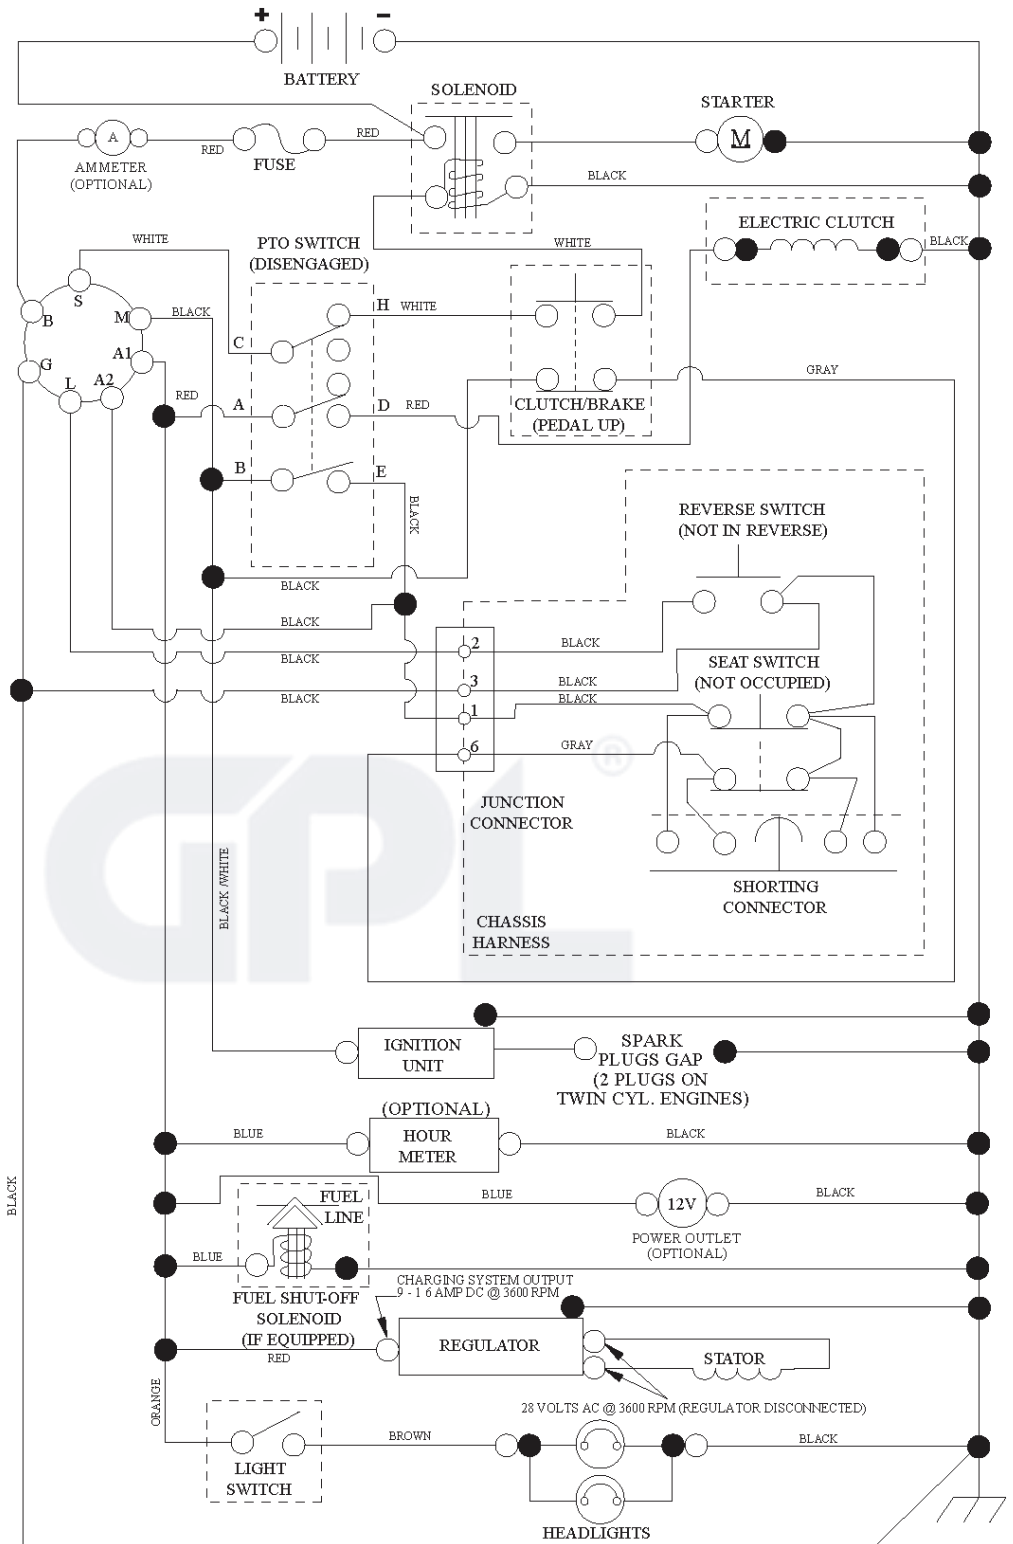 + -
BATTERY
SOLENOID
STARTER
A
RED
FUSE
RED
M
AMMETER
(OPTIONAL)
BLACK
ELECTRIC CLUTCH
BLACK
WHITE
PTO SWITCH
(DISENGAGED)
WHITE
S
B
M
BLACK
H
WHITE
C
G
A1
L
A2
RED
A
D
RED
GRAY
CLUTCH/BRAKE
(PEDAL UP)
B
E
BLACK
REVERSE SWITCH
(NOT IN REVERSE)
BLACK
BLACK
BLACK
2
BLACK
SEAT SWITCH
(NOT OCCUPIED)
3
BLACK
BLACK
1
BLACK
6
GRAY
GPL®
JUNCTION
CONNECTOR
SHORTING
CONNECTOR
CHASSIS
HARNESS
BLACK /WHITE
IGNITION
UNIT
SPARK
PLUGS GAP
(2 PLUGS ON
TWIN CYL. ENGINES)
(OPTIONAL)
BLUE
HOUR
METER
BLACK
BLACK
FUEL
LINE
BLUE
12V
BLACK
POWER OUTLET
(OPTIONAL)
BLUE
FUEL SHUT-OFF
SOLENOID
(IF EQUIPPED)
CHARGING SYSTEM OUTPUT
9 - 1 6 AMP DC @ 3600 RPM
RED
REGULATOR
STATOR
28 VOLTS AC @ 3600 RPM (REGULATOR DISCONNECTED)
ORANGE
BROWN
BLACK
LIGHT
SWITCH
HEADLIGHTS